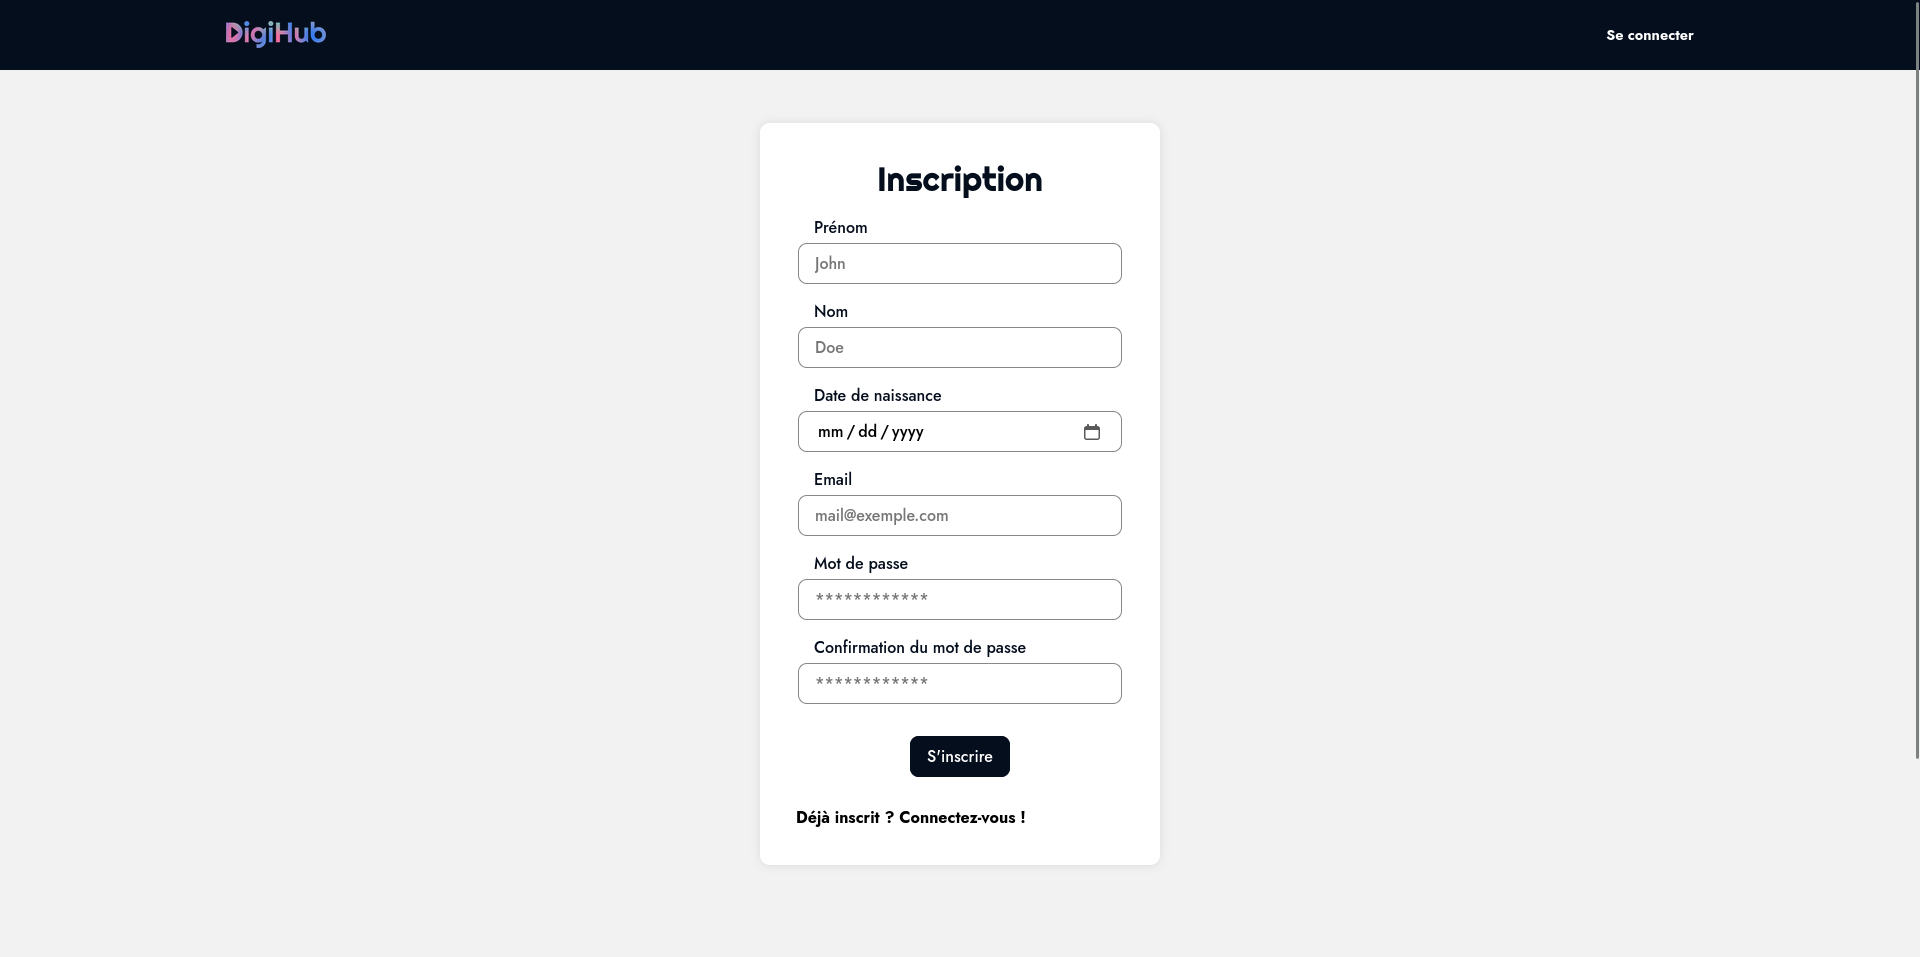 DigiHub
Se connecter
Inscription
Prénom
John
Nom
Doe
Date de naissance
mm / dd / yyyy
Email
mail@exemple.com
Mot de passe
************
Confirmation du mot de passe
************
S'inscrire
Déjà inscrit ? Connectez-vous !